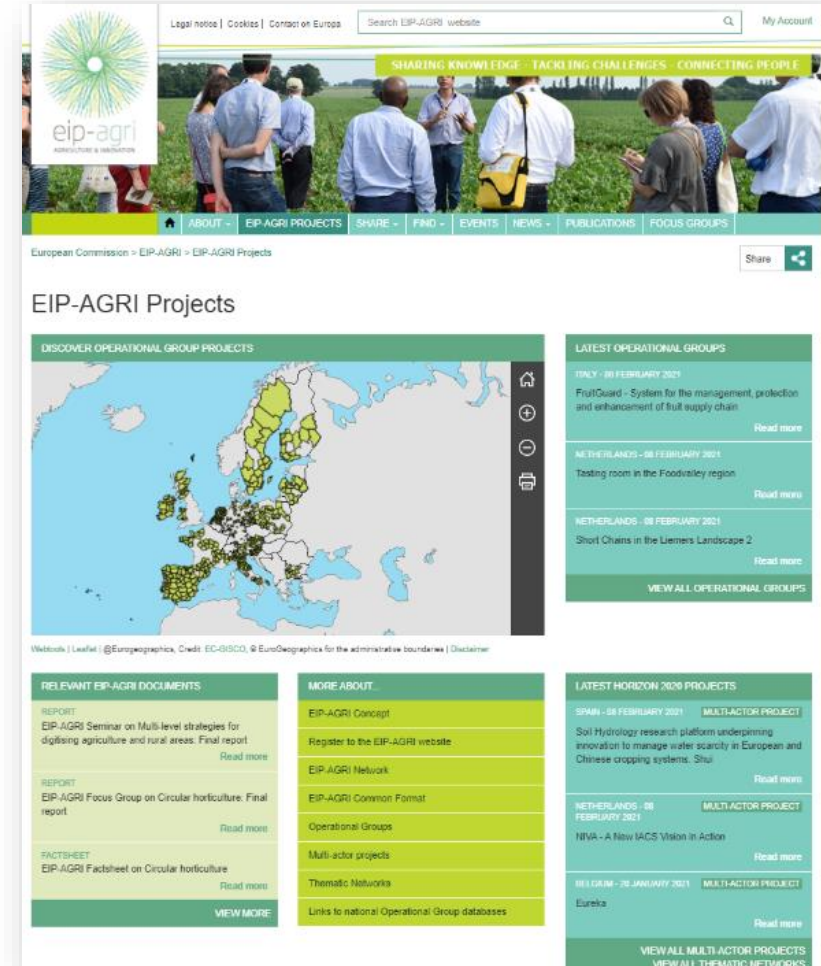 Legal notice | Cookies | Contact on Europa
Search EIP-AGRI website
My Account
SHARING KNOWLEDGE - TACKLING CHALLENGES - CONNECTING PEOPLE
eip-agri
AGRICULTURE & INNOVATION
ABOUT
EIP-AGRI PROJECTS
SHARE
FIND
EVENTS
NEWS
PUBLICATIONS
FOCUS GROUPS
European Commission > EIP-AGRI > EIP-AGRI Projects
Share
EIP-AGRI Projects
DISCOVER OPERATIONAL GROUP PROJECTS
Webtools | Leaflet | @Eurogeographics, Credit: EC-GISCO, © EuroGeographics for the administrative boundaries | Disclaimer
LATEST OPERATIONAL GROUPS
ITALY - 08 FEBRUARY 2021
FruitGuard - System for the management, protection
and enhancement of fruit supply chain
Read more
NETHERLANDS - 08 FEBRUARY 2021
Tasting room in the Foodvalley region
Read more
NETHERLANDS - 08 FEBRUARY 2021
Short Chains in the Liemers Landscape 2
Read more
VIEW ALL OPERATIONAL GROUPS
RELEVANT EIP-AGRI DOCUMENTS
REPORT
EIP-AGRI Seminar on Multi-level strategies for
digitising agriculture and rural areas. Final report
Read more
REPORT
EIP-AGRI Focus Group on Circular horticulture: Final
report
Read more
FACTSHEET
EIP-AGRI Factsheet on Circular horticulture
Read more
VIEW MORE
MORE ABOUT...
EIP-AGRI Concept
Register to the EIP-AGRI website
EIP-AGRI Network
EIP-AGRI Common Format
Operational Groups
Multi-actor projects
Thematic Networks
Links to national Operational Group databases
LATEST HORIZON 2020 PROJECTS
SPAIN - 08 FEBRUARY 2021 MULTI-ACTOR PROJECT
Soil Hydrology research platform underpinning
innovation to manage water scarcity in European and
Chinese cropping systems. Shui
Read more
NETHERLANDS - 08 MULTI-ACTOR PROJECT
FEBRUARY 2021
NIVA - A New IACS Vision in Action
Read more
BELGIUM - 28 JANUARY 2021 MULTI-ACTOR PROJECT
Eureka
Read more
VIEW ALL MULTI-ACTOR PROJECTS
VIEW ALL THEMATIC NETWORKS